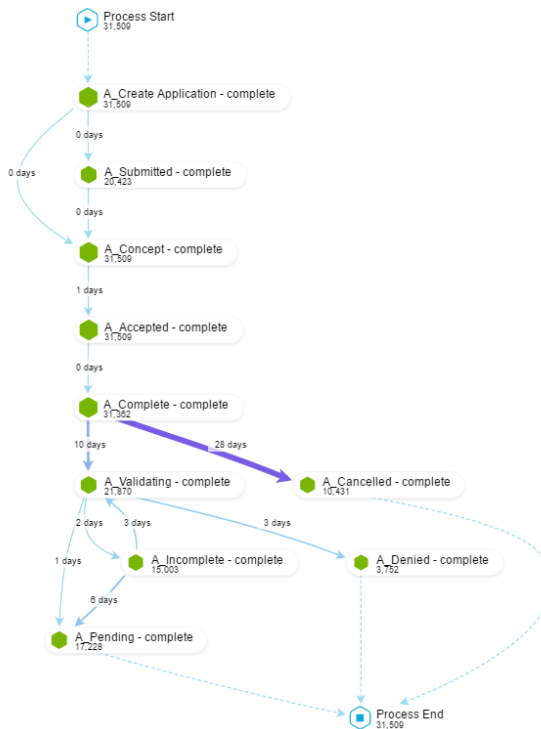 Process Start
31,509
A_Create Application - complete
31,509
0 days
0 days
A_Submitted - complete
20,423
0 days
A_Concept - complete
31,509
1 days
A_Accepted - complete
31,509
0 days
A_Complete - complete
31,362
10 days
28 days
A_Validating - complete
21,870
A_Cancelled - complete
10,431
2 days
3 days
3 days
1 days
A_Incomplete - complete
15,003
A_Denied - complete
3,752
6 days
A_Pending - complete
17,228
Process End
31,509